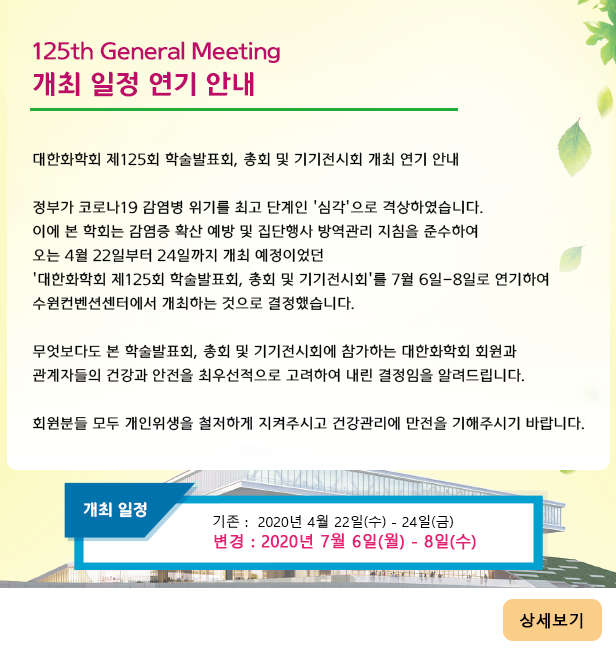 125th General Meeting
개최 일정 연기 안내
대한화학회 제125회 학술발표회, 총회 및 기기전시회 개최 연기 안내
정부가 코로나19 감염병 위기를 최고 단계인 '심각'으로 격상하였습니다.
이에 본 학회는 감염증 확산 예방 및 집단행사 방역관리 지침을 준수하여
오는 4월 22일부터 24일까지 개최 예정이었던
'대한화학회 제125회 학술발표회, 총회 및 기기전시회'를 7월 6일–8일로 연기하여
수원컨벤션센터에서 개최하는 것으로 결정했습니다.
무엇보다도 본 학술발표회, 총회 및 기기전시회에 참가하는 대한화학회 회원과
관계자들의 건강과 안전을 최우선적으로 고려하여 내린 결정임을 알려드립니다.
회원분들 모두 개인위생을 철저하게 지켜주시고 건강관리에 만전을 기해주시기 바랍니다.
개최 일정
기존 : 2020년 4월 22일(수) - 24일(금)
변경 : 2020년 7월 6일(월) - 8일(수)
상세보기